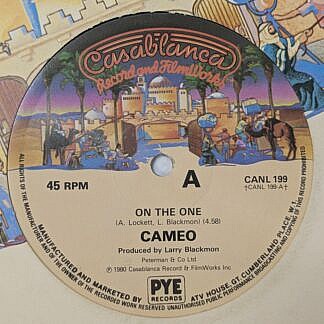 Casablanca
Record and FilmWorks
45 RPM
A
CANL 199
†CANL 199-A†
ON THE ONE
(A. Lockett, L. Blackmon) (4.58)
CAMEO
Produced by Larry Blackmon
Peterman & Co Ltd
℗ 1980 Casablanca Record & FilmWorks Inc
PYE
RECORDS
ALL RIGHTS OF THE MANUFACTURER AND OF THE OWNER OF THE RECORDED WORK RESERVED
UNAUTHORISED PUBLIC PERFORMANCE BROADCASTING AND COPYING OF THIS RECORD PROHIBITED
MANUFACTURED AND MARKETED BY
ATV HOUSE GT. CUMBERLAND PLACE, W.1.